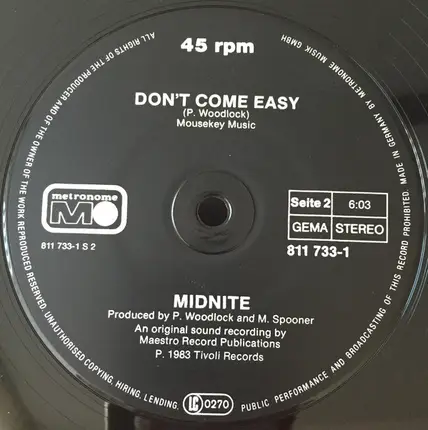 45 rpm
DON'T COME EASY
(P. Woodlock)
Mousekey Music
metronome
M
811 733-1 S 2
Seite 2 6:03
GEMA STEREO
811 733-1
MIDNITE
Produced by P. Woodlock and M. Spooner
An original sound recording by
Maestro Record Publications
P. 1983 Tivoli Records
ALL RIGHTS OF THE PRODUCER AND OF THE OWNER OF THE WORK REPRODUCED RESERVED. UNAUTHORISED COPYING, HIRING, LENDING, LC 0270 PUBLIC PERFORMANCE AND BROADCASTING OF THIS RECORD PROHIBITED. MADE IN GERMANY BY METRONOME MUSIK GMBH